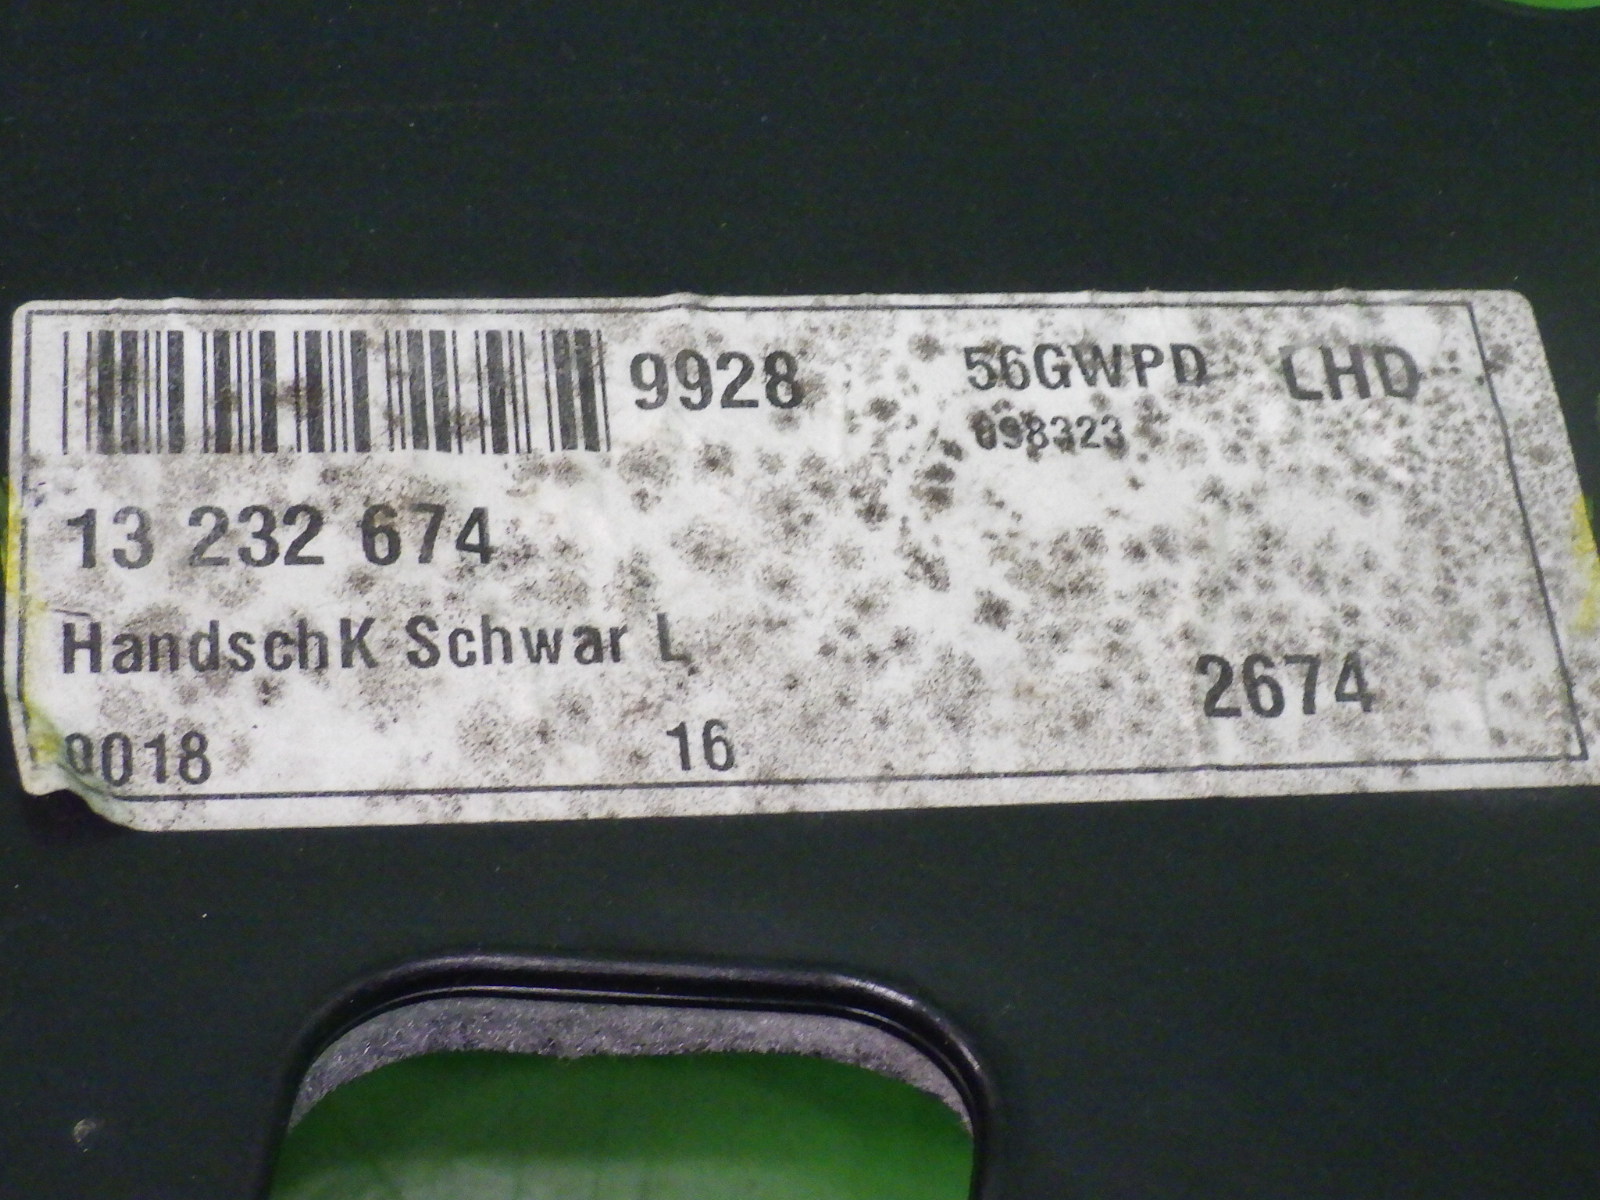 9928 56GWPD LHD
098323
13 232 674
HandschK Schwar L
2674
0018 16